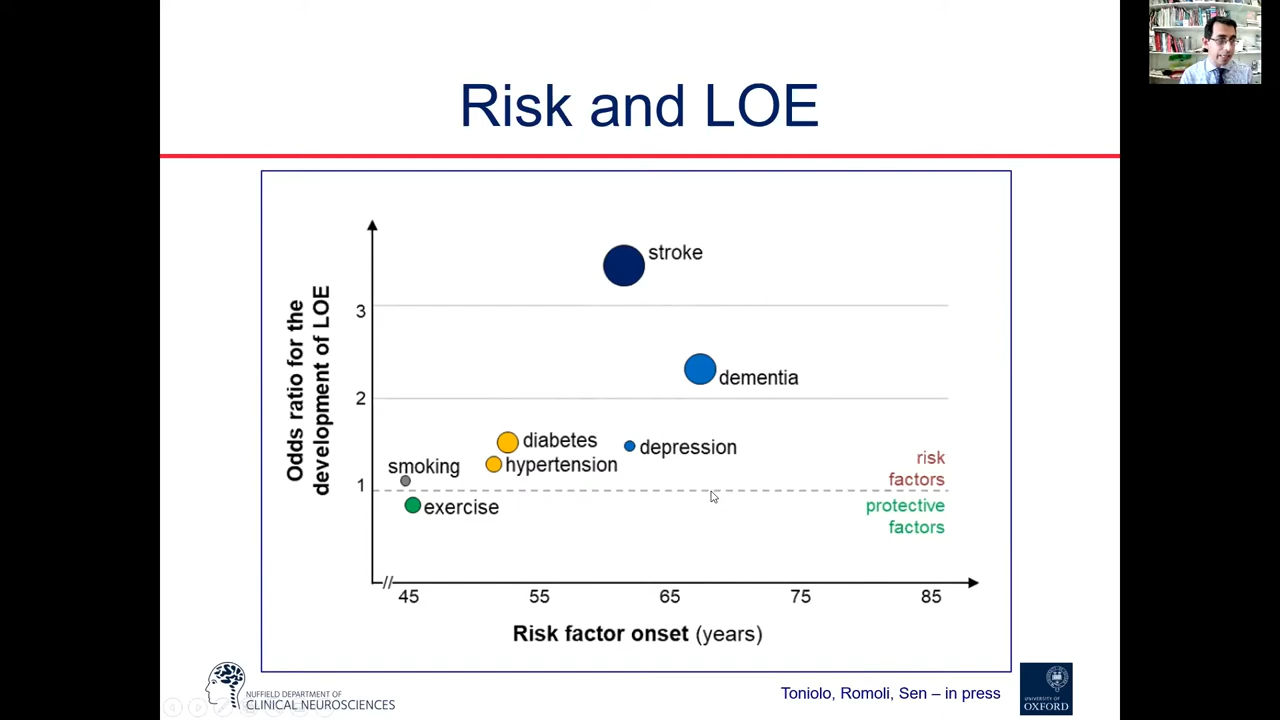 Risk and LOE
Odds ratio for the
development of LOE
3
2
1
stroke
dementia
diabetes
depression
hypertension
smoking
exercise
risk
factors
protective
factors
45
55
65
75
85
Risk factor onset (years)
NUFFIELD DEPARTMENT OF
CLINICAL NEUROSCIENCES
Toniolo, Romoli, Sen – in press
UNIVERSITY OF
OXFORD